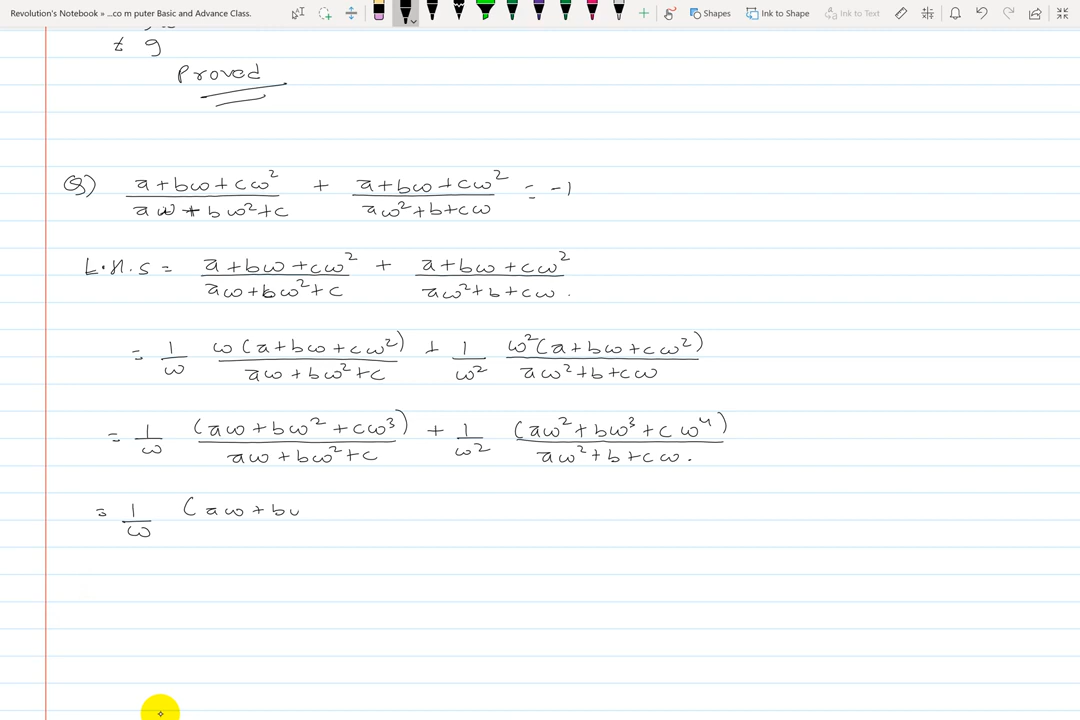 Revolution's Notebook » ...co m puter Basic and Advance Class.
Shapes
Ink to Shape
Ink to Text
g
Proved
Q) (a+bω+cω²)/(aω+bω²+c) + (a+bω+cω²)/(aω²+b+cω) = -1
L.H.S = (a+bω+cω²)/(aω+bω²+c) + (a+bω+cω²)/(aω²+b+cω).
= 1/ω ω(a+bω+cω²)/(aω+bω²+c) + 1/ω² ω²(a+bω+cω²)/(aω²+b+cω)
= 1/ω (aω+bω²+cω³)/(aω+bω²+c) + 1/ω² (aω²+bω³+cω⁴)/(aω²+b+cω).
= 1/ω (aω+bυ